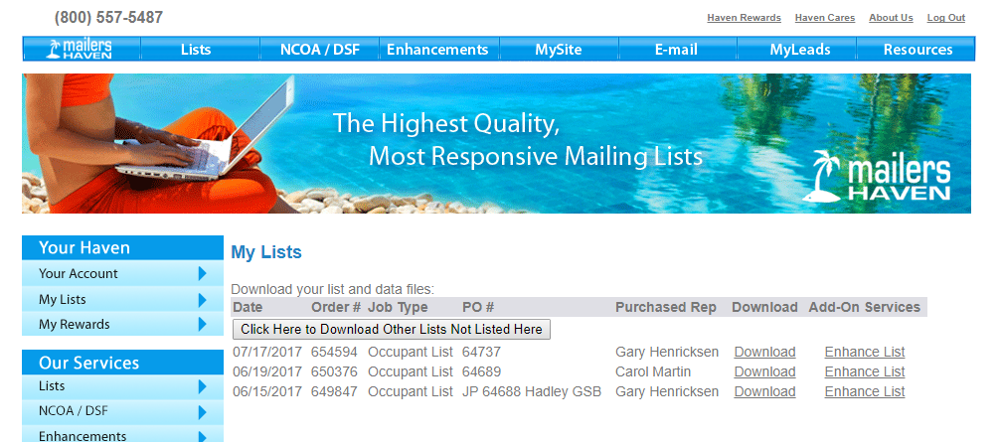 (800) 557-5487
Haven Rewards Haven Cares About Us Log Out
mailers HAVEN Lists NCOA / DSF Enhancements MySite E-mail MyLeads Resources
The Highest Quality,
Most Responsive Mailing Lists
mailers
HAVEN
Your Haven
Your Account
My Lists
My Rewards
Our Services
Lists
NCOA / DSF
Enhancements
My Lists
Download your list and data files:
Date Order # Job Type PO # Purchased Rep Download Add-On Services
Click Here to Download Other Lists Not Listed Here
07/17/2017 654594 Occupant List 64737 Gary Henricksen Download Enhance List
06/19/2017 650376 Occupant List 64689 Carol Martin Download Enhance List
06/15/2017 649847 Occupant List JP 64688 Hadley GSB Gary Henricksen Download Enhance List